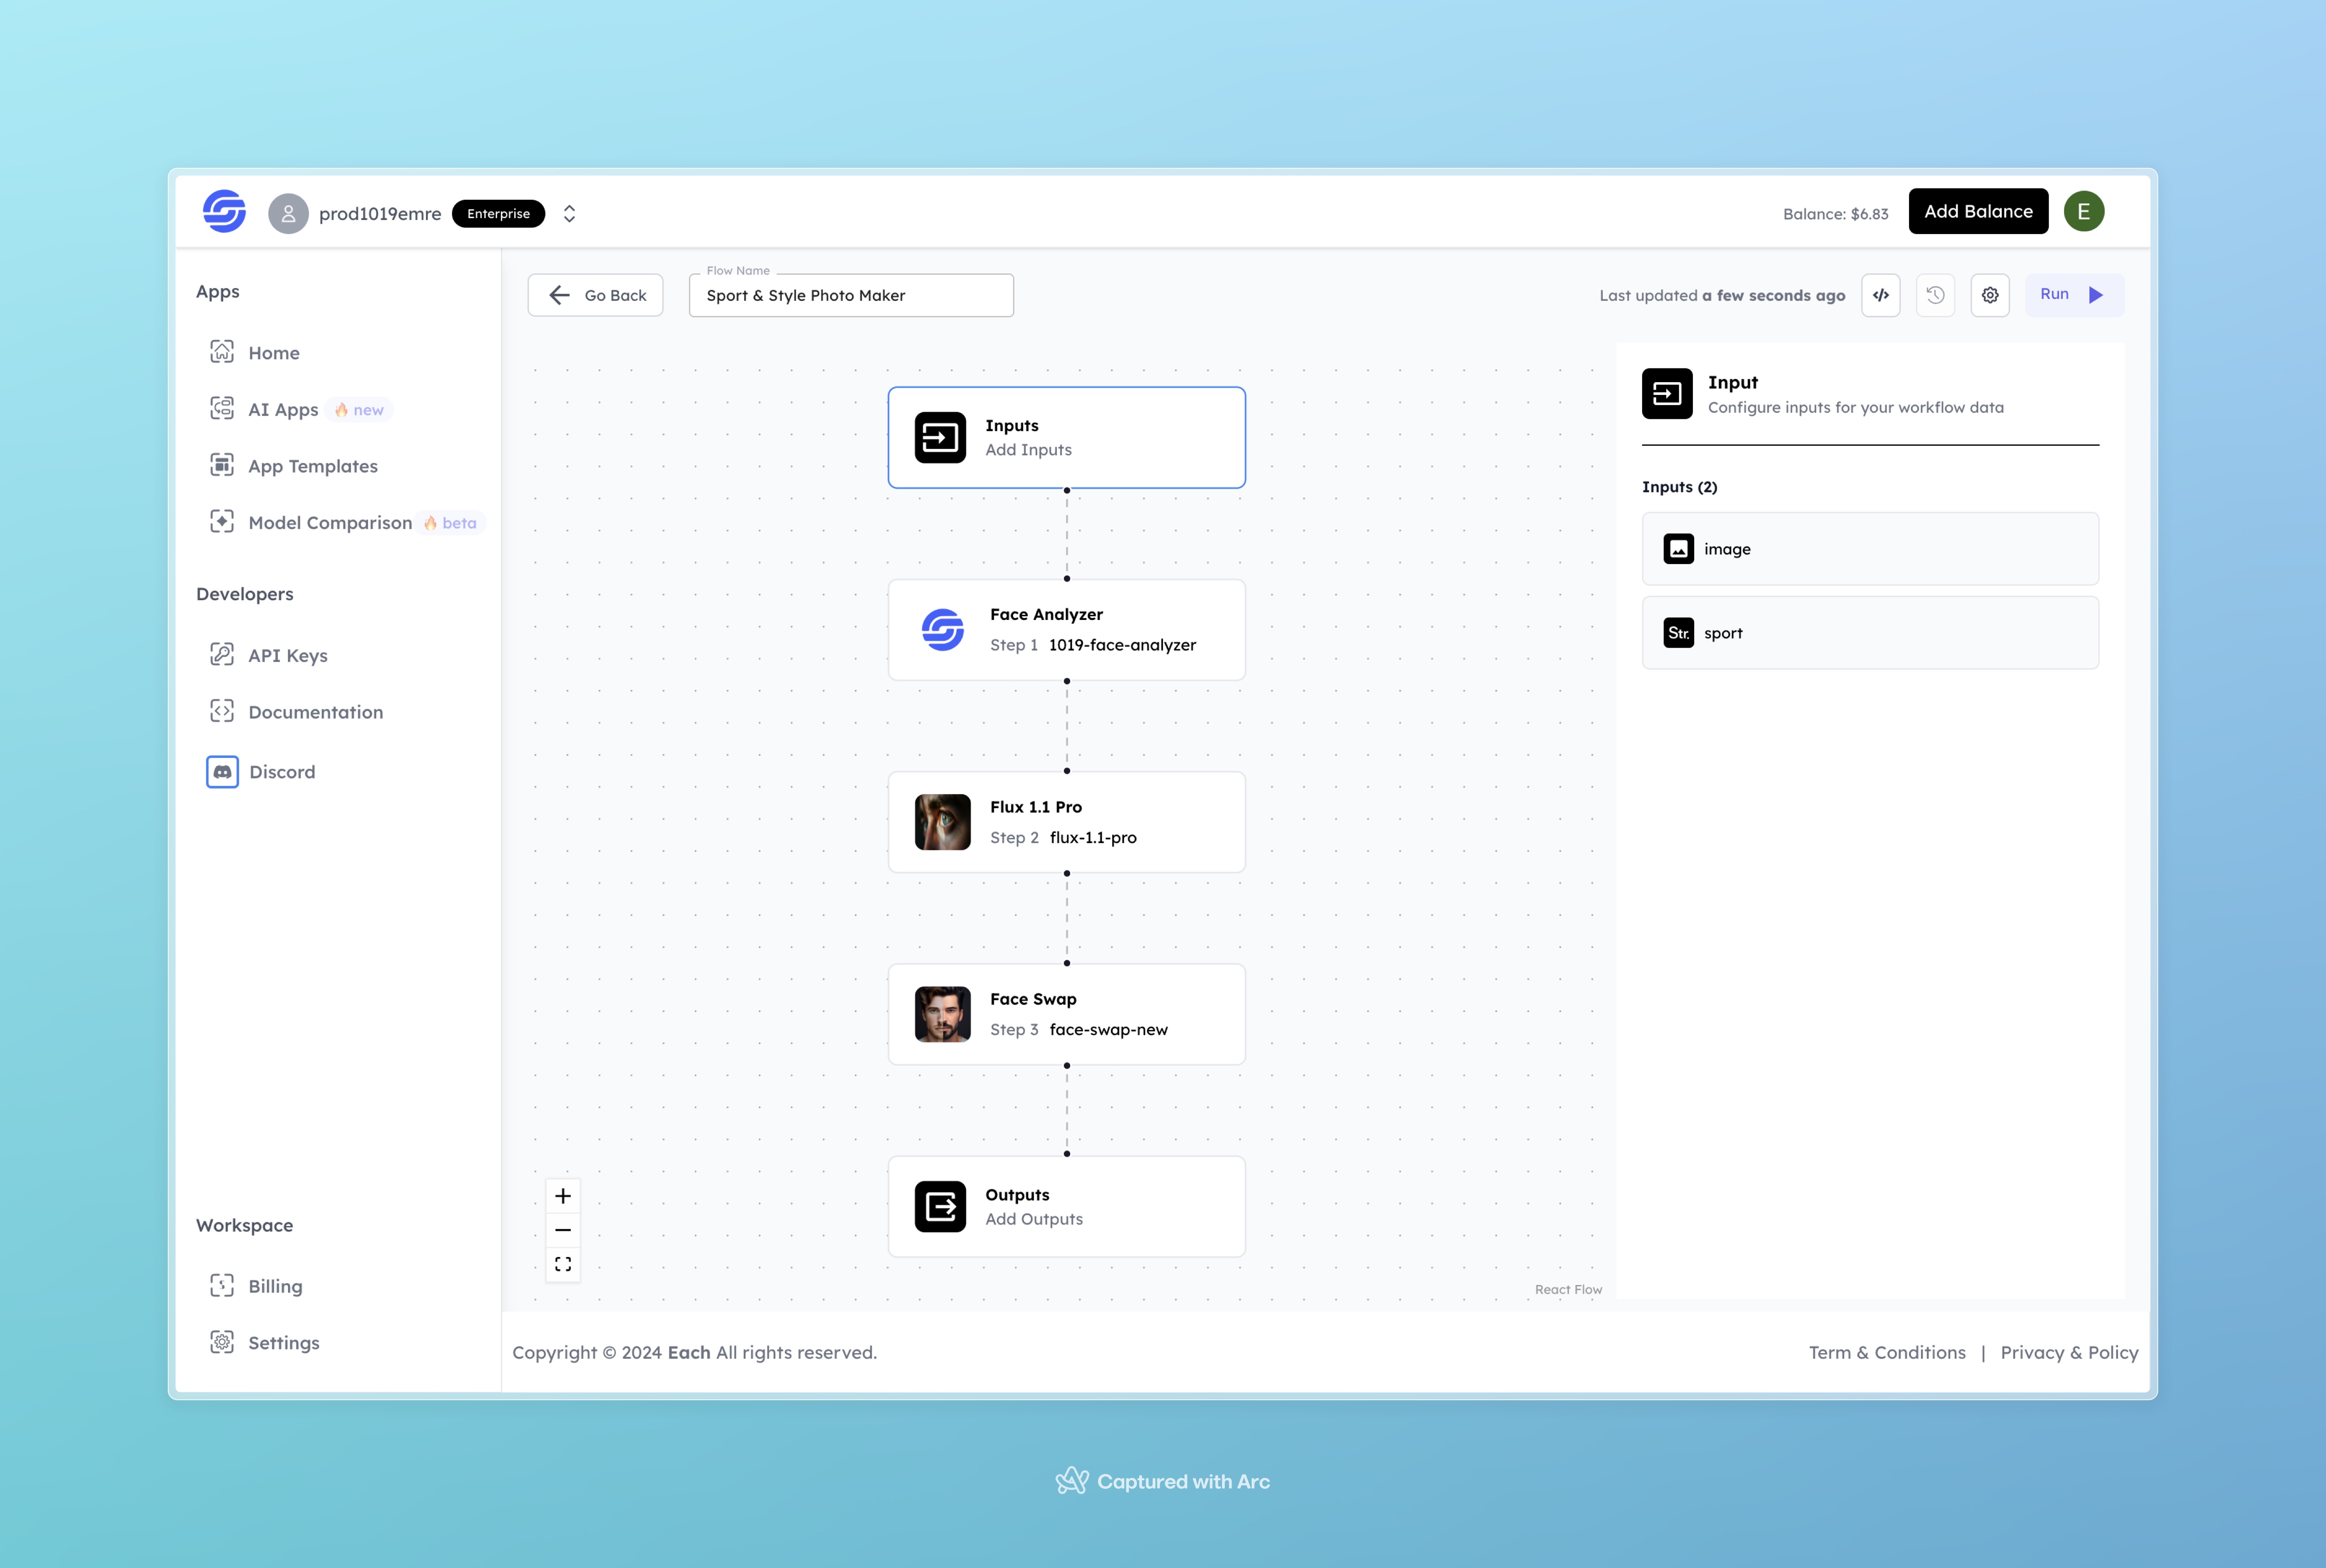 prod1019emre Enterprise
Balance: $6.83 Add Balance E
Apps
Home
AI Apps 🔥 new
App Templates
Model Comparison 🔥 beta
Developers
API Keys
Documentation
Discord
Workspace
Billing
Settings
Go Back
Flow Name
Sport & Style Photo Maker
Last updated a few seconds ago
Run
Inputs
Add Inputs
Face Analyzer
Step 1 1019-face-analyzer
Flux 1.1 Pro
Step 2 flux-1.1-pro
Face Swap
Step 3 face-swap-new
Outputs
Add Outputs
React Flow
Input
Configure inputs for your workflow data
Inputs (2)
image
Str. sport
Copyright © 2024 Each All rights reserved.
Term & Conditions | Privacy & Policy
Captured with Arc